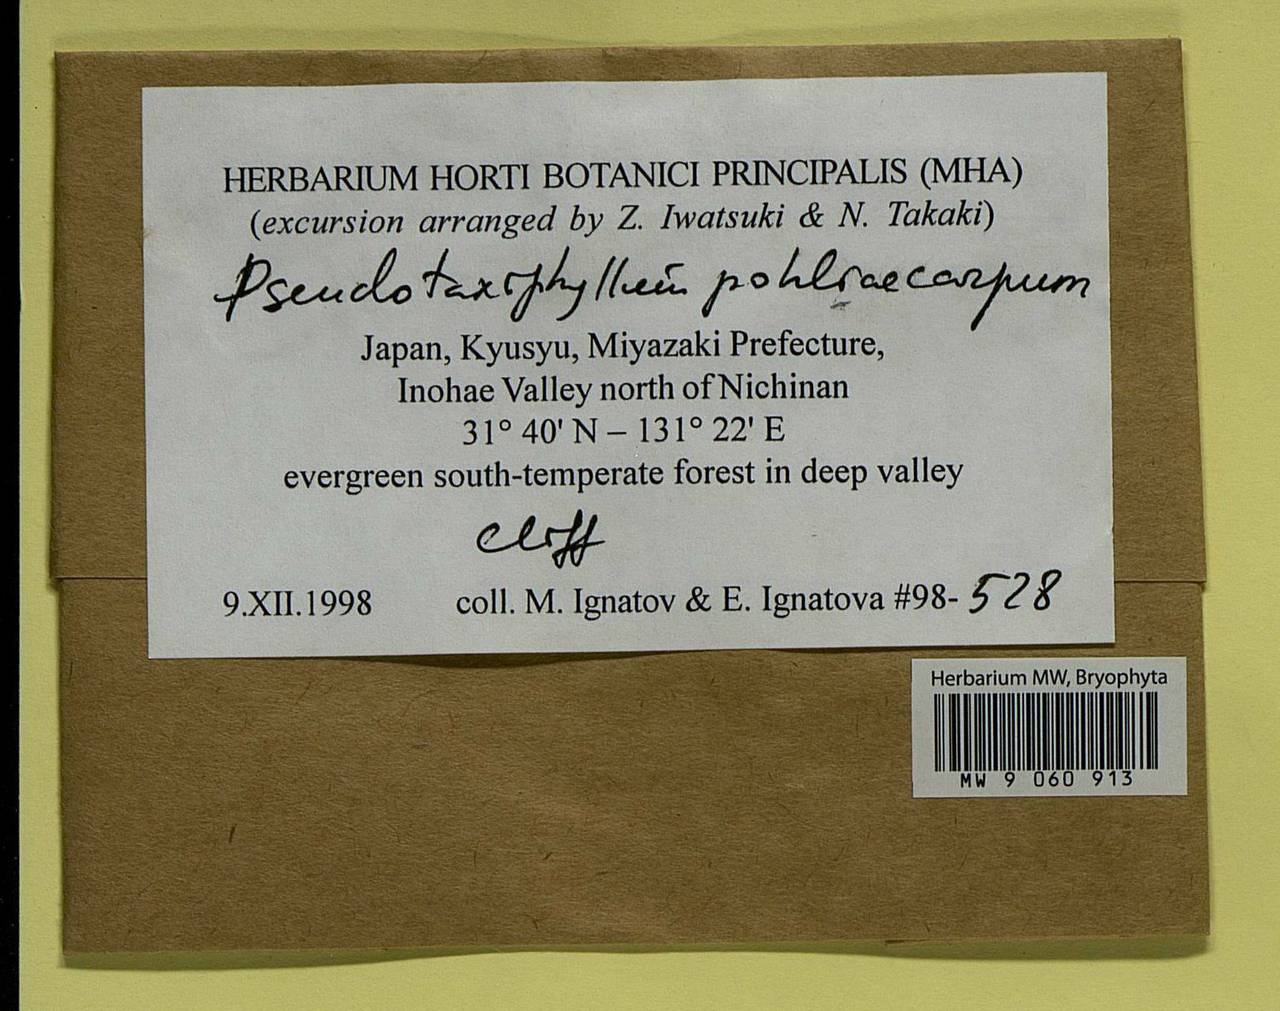 HERBARIUM HORTI BOTANICI PRINCIPALIS (MHA)
(excursion arranged by Z. Iwatsuki & N. Takaki)
Pseudotaxiphyllum pohliaecarpum
Japan, Kyusyu, Miyazaki Prefecture,
Inohae Valley north of Nichinan
31° 40' N – 131° 22' E
evergreen south-temperate forest in deep valley
cliff
9.XII.1998 coll. M. Ignatov & E. Ignatova #98-528
Herbarium MW, Bryophyta
MW 9 060 913